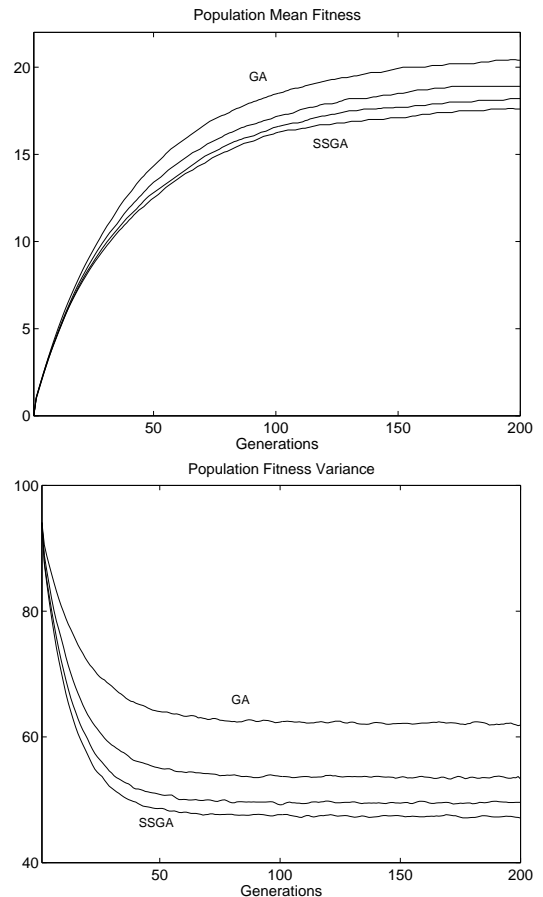 Population Mean Fitness
20
15
10
5
0
GA
SSGA
50
100
150
200
Generations
Population Fitness Variance
100
80
60
40
GA
SSGA
50
100
150
200
Generations